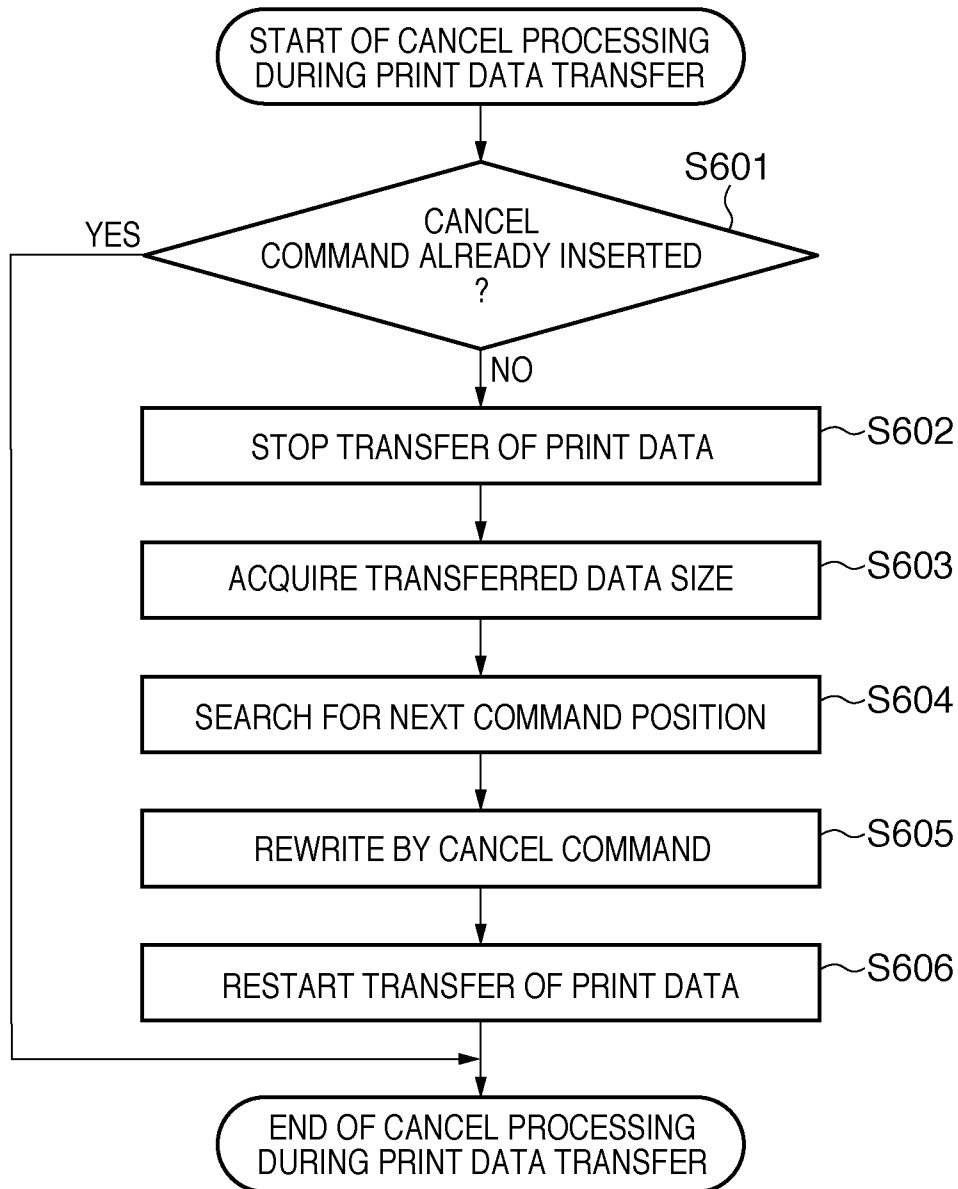 START OF CANCEL PROCESSING
DURING PRINT DATA TRANSFER
S601
YES
CANCEL
COMMAND ALREADY INSERTED
?
NO
STOP TRANSFER OF PRINT DATA
S602
ACQUIRE TRANSFERRED DATA SIZE
S603
SEARCH FOR NEXT COMMAND POSITION
S604
REWRITE BY CANCEL COMMAND
S605
RESTART TRANSFER OF PRINT DATA
S606
END OF CANCEL PROCESSING
DURING PRINT DATA TRANSFER